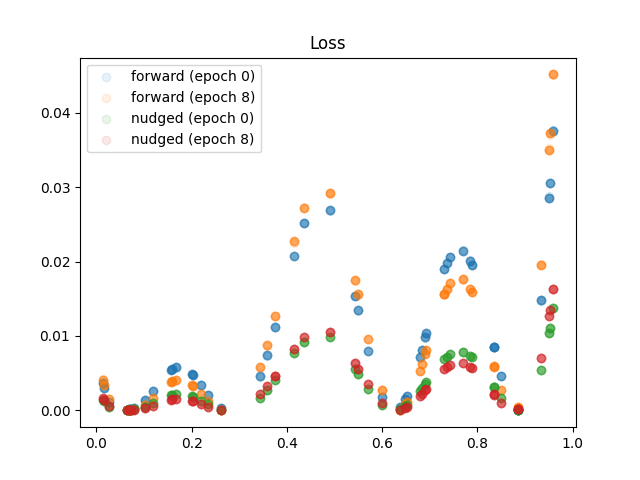 Loss
forward (epoch 0)
forward (epoch 8)
nudged (epoch 0)
nudged (epoch 8)
0.04
0.03
0.02
0.01
0.00
0.0 0.2 0.4 0.6 0.8 1.0